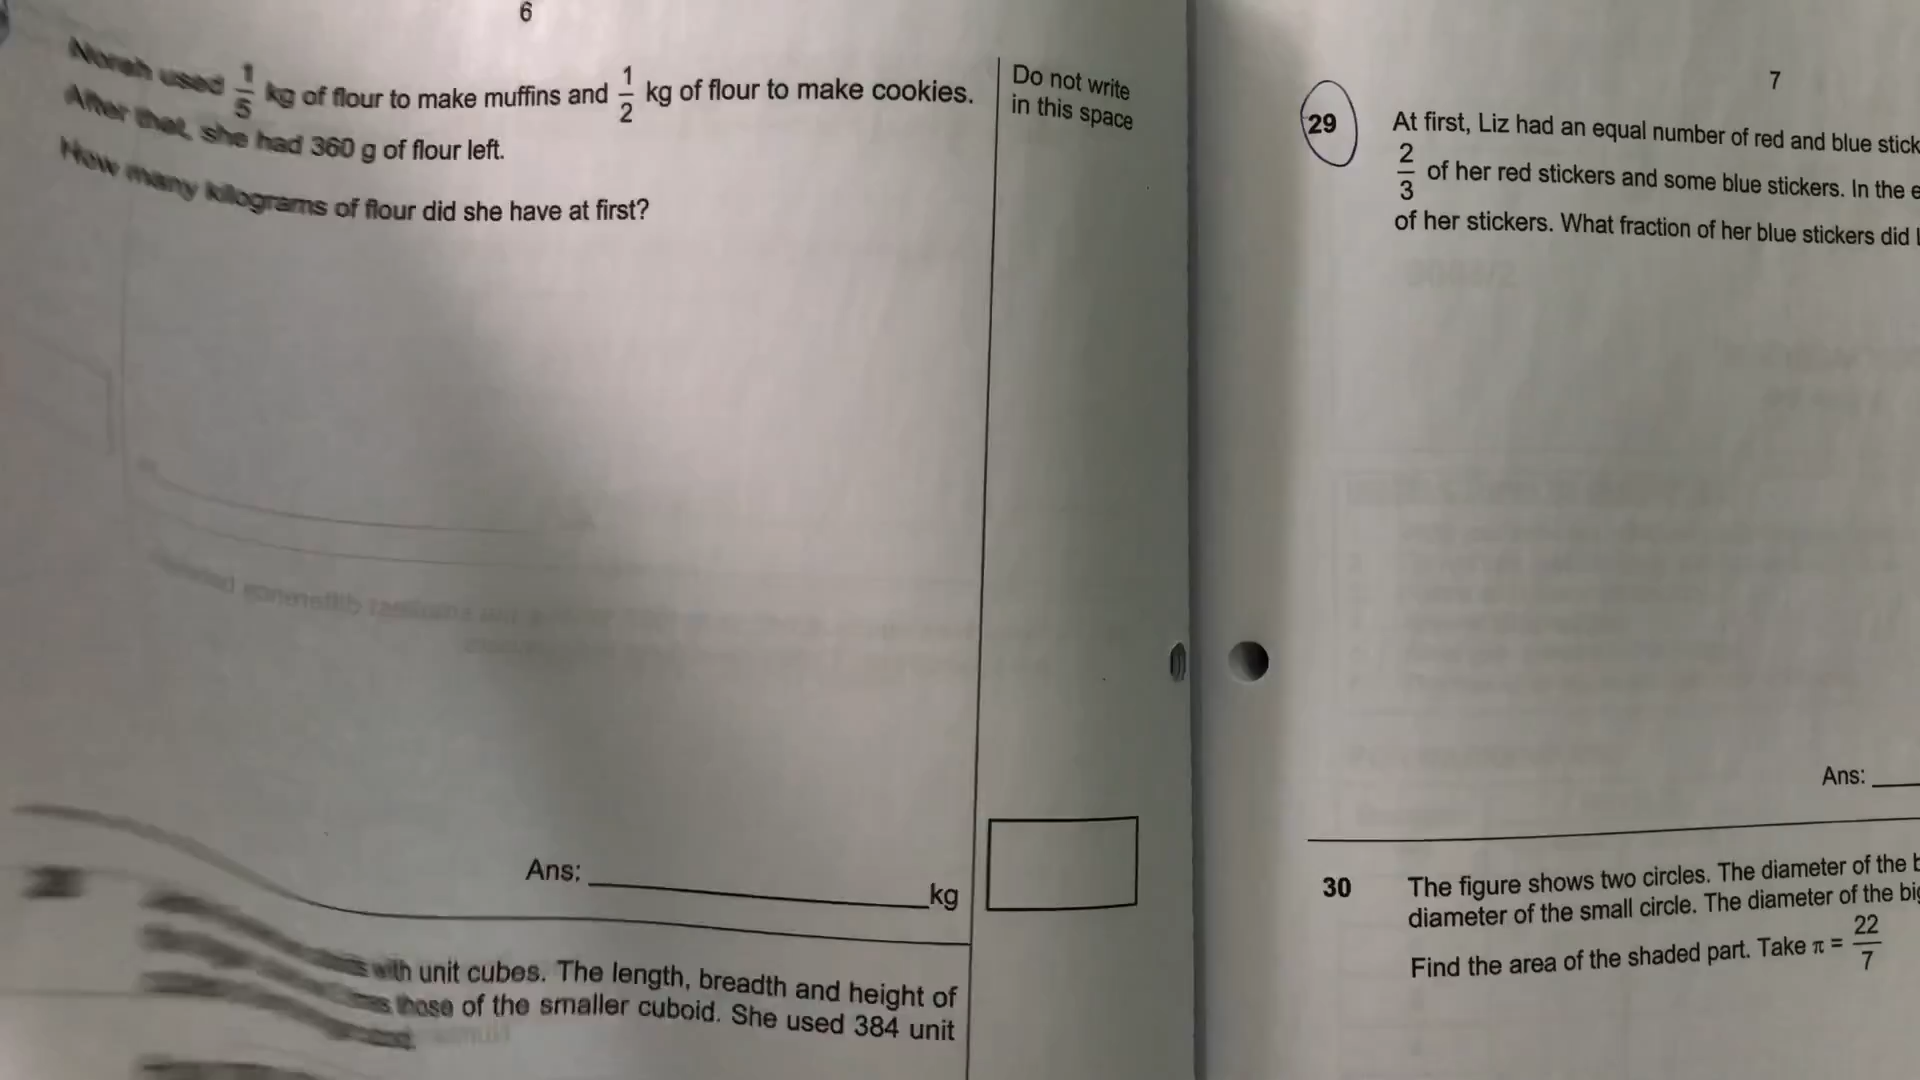 6
Norah used 1/5 kg of flour to make muffins and 1/2 kg of flour to make cookies.
After that, she had 360 g of flour left.
How many kilograms of flour did she have at first?
Do not write
in this space
Ans: ____ kg
with unit cubes. The length, breadth and height of
those of the smaller cuboid. She used 384 unit
7
29 At first, Liz had an equal number of red and blue
2/3 of her red stickers and some blue stickers. In the
of her stickers. What fraction of her blue stickers did
Ans: ____
30 The figure shows two circles. The diameter of the
diameter of the small circle. The diameter of the
Find the area of the shaded part. Take π = 22/7